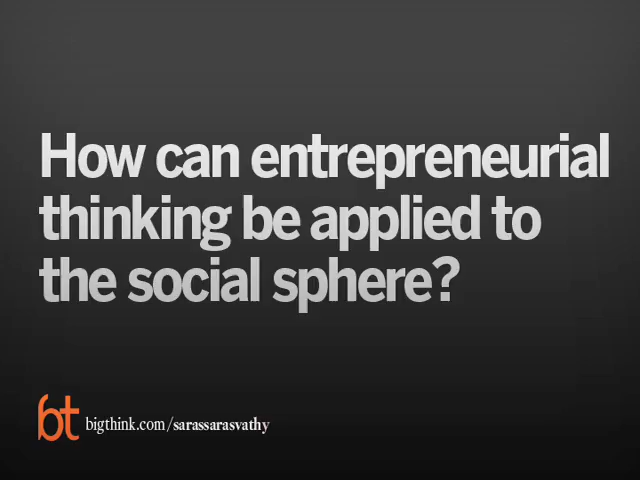 How can entrepreneurial
thinking be applied to
the social sphere?
bt bigthink.com/sarassarasvathy